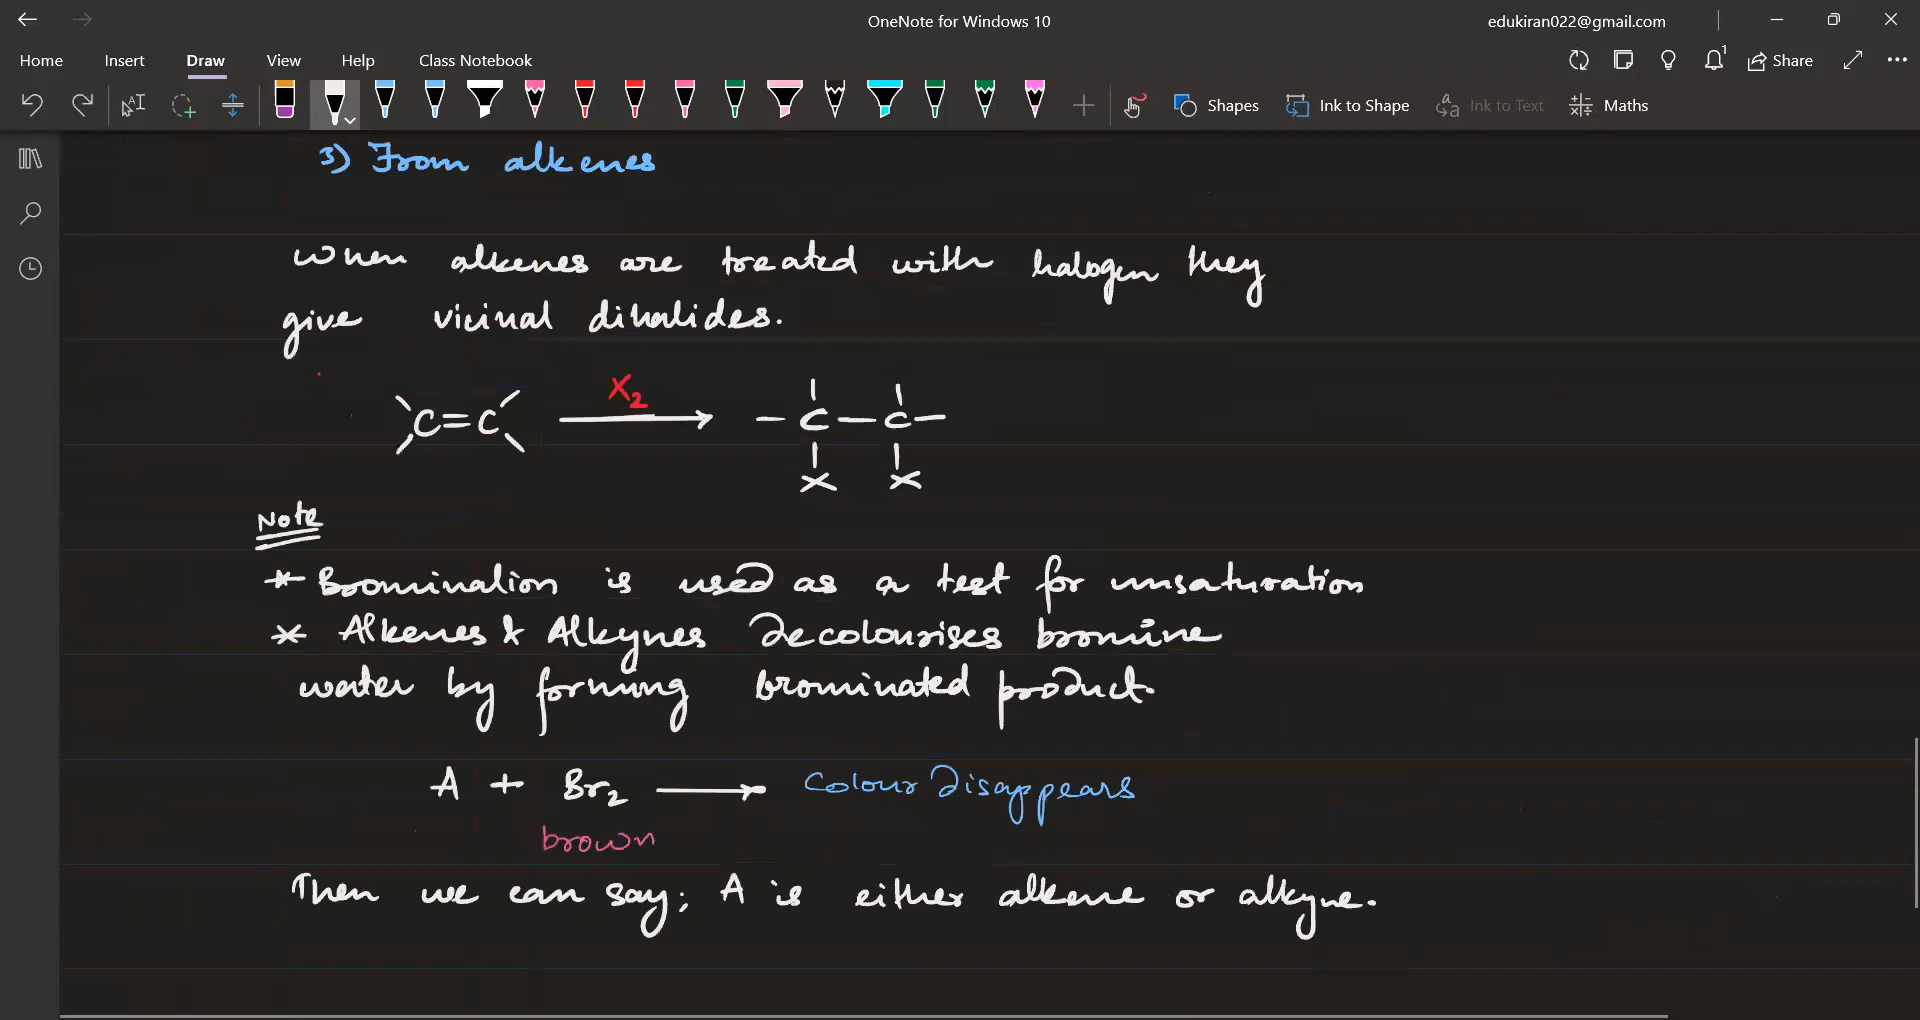 OneNote for Windows 10
edukiran022@gmail.com
Home Insert Draw View Help Class Notebook
1 Share
Shapes Ink to Shape Ink to Text Maths
3) From alkenes
When alkenes are treated with halogen they
give vicinal dihalides.
X2
C=C → -C-C-
X X
Note
* Bromination is used as a test for unsaturation
* Alkenes & Alkynes decolourises bromine
water by forming brominated product.
A + Br2 → Colour Disappears
brown
Then we can say; A is either alkene or alkyne.